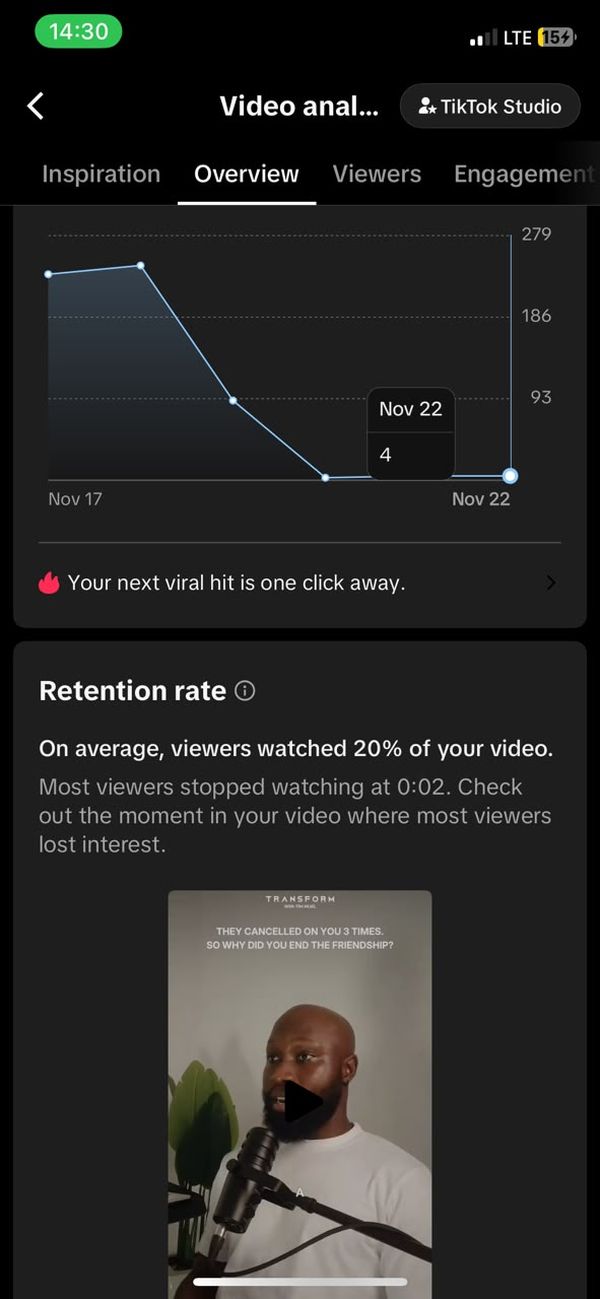 14:30
LTE 15
Video anal...
TikTok Studio
Inspiration
Overview
Viewers
Engagement
279
186
93
Nov 22
4
Nov 17
Nov 22
Your next viral hit is one click away.
Retention rate
On average, viewers watched 20% of your video.
Most viewers stopped watching at 0:02. Check
out the moment in your video where most viewers
lost interest.
TRANSFORM
THEY CANCELLED ON YOU 3 TIMES.
SO WHY DID YOU END THE FRIENDSHIP?
A